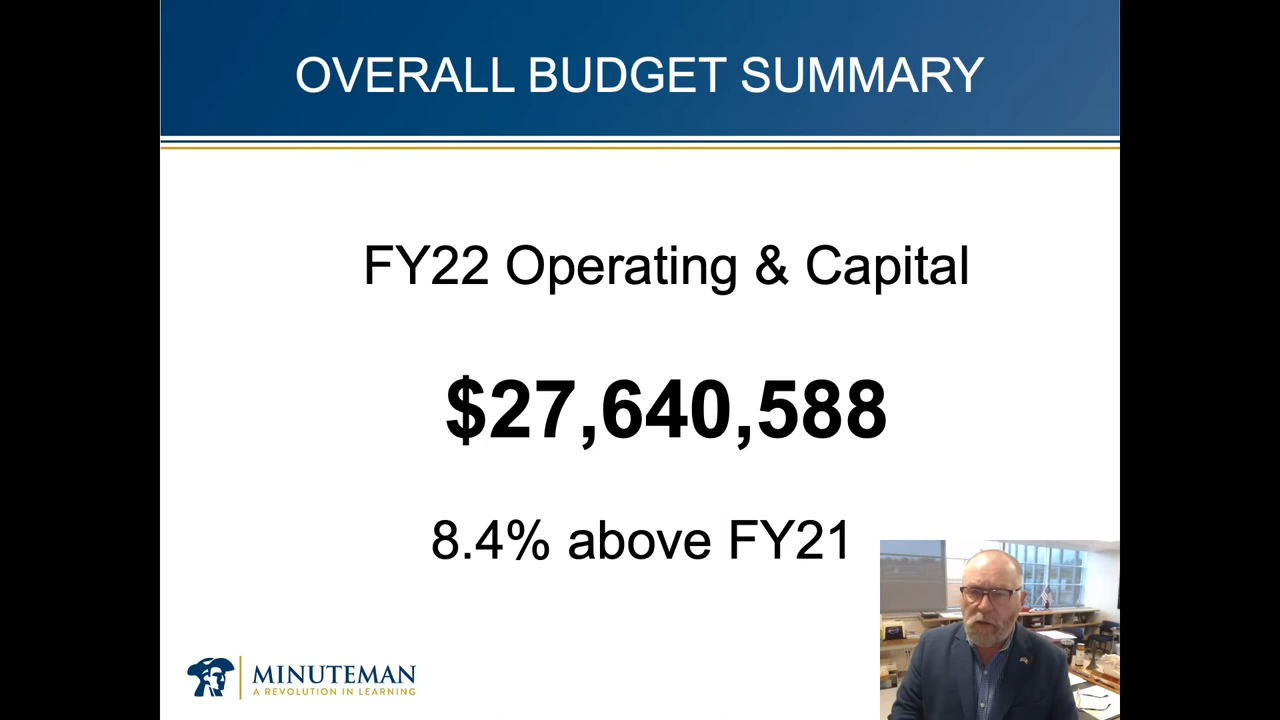 OVERALL BUDGET SUMMARY
FY22 Operating & Capital
$27,640,588
8.4% above FY21
MINUTEMAN
A REVOLUTION IN LEARNING